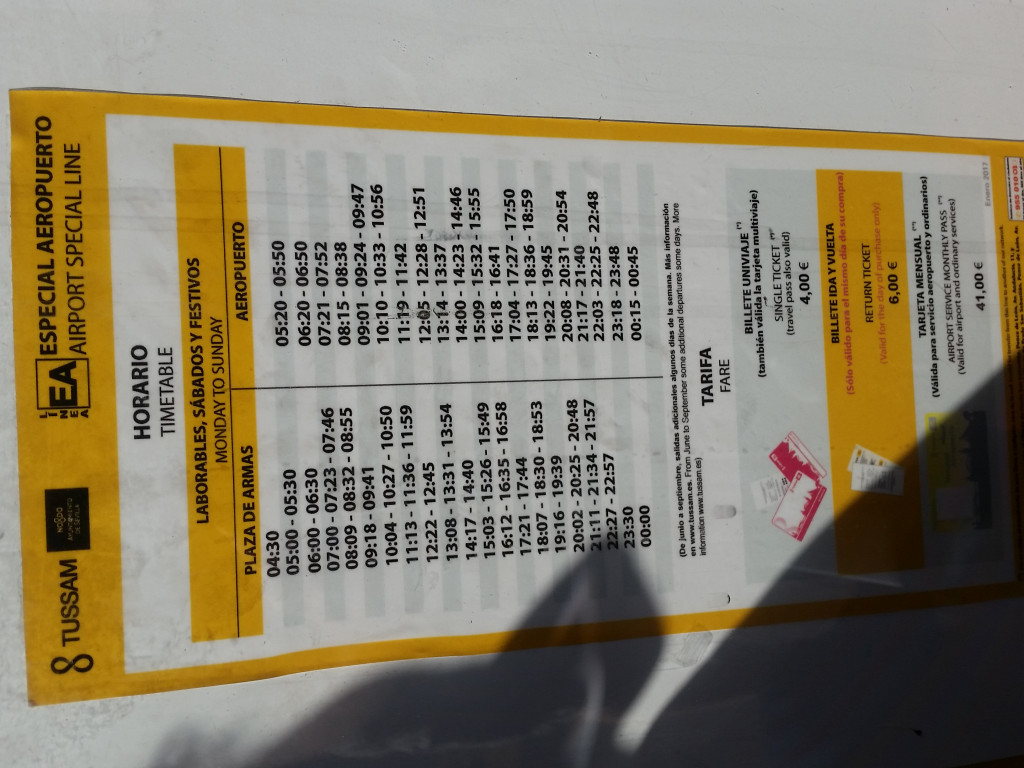 TUSSAM
NO8DO
AYUNTAMIENTO
DE SEVILLA
LÍNEA
EA
ESPECIAL AEROPUERTO
AIRPORT SPECIAL LINE
HORARIO
TIMETABLE
LABORABLES, SÁBADOS Y FESTIVOS
MONDAY TO SUNDAY
PLAZA DE ARMAS
04:30
05:00 - 05:30
06:00 - 06:30
07:00 - 07:23 - 07:46
08:09 - 08:32 - 08:55
09:18 - 09:41
10:04 - 10:27 - 10:50
11:13 - 11:36 - 11:59
12:22 - 12:45
13:08 - 13:31 - 13:54
14:17 - 14:40
15:03 - 15:26 - 15:49
16:12 - 16:35 - 16:58
17:21 - 17:44
18:07 - 18:30 - 18:53
19:16 - 19:39
20:02 - 20:25 - 20:48
21:11 - 21:34 - 21:57
22:27 - 22:57
23:30
00:00
AEROPUERTO
05:20 - 05:50
06:20 - 06:50
07:21 - 07:52
08:15 - 08:38
09:01 - 09:24 - 09:47
10:10 - 10:33 - 10:56
11:19 - 11:42
12:05 - 12:28 - 12:51
13:14 - 13:37
14:00 - 14:23 - 14:46
15:09 - 15:32 - 15:55
16:18 - 16:41
17:04 - 17:27 - 17:50
18:13 - 18:36 - 18:59
19:22 - 19:45
20:08 - 20:31 - 20:54
21:17 - 21:40
22:03 - 22:25 - 22:48
23:18 - 23:48
00:15 - 00:45
(De junio a septiembre, salidas adicionales algunos días de la semana. Más información
en www.tussam.es. From June to September some additional departures some days. More
information www.tussam.es)
TARIFA
FARE
BILLETE UNIVIAJE (*)
(también válida la tarjeta multiviaje)
SINGLE TICKET
(travel pass also valid)
4,00 €
BILLETE IDA Y VUELTA
(Sólo válido para el mismo día de su compra)
RETURN TICKET
(Valid for the day of purchase only)
6,00 €
TARJETA MENSUAL
(Válida para servicio aeropuerto y ordinarios)
AIRPORT SERVICE MONTHLY PASS
(Valid for airport and ordinary services)
41,00 €
Enero 2017